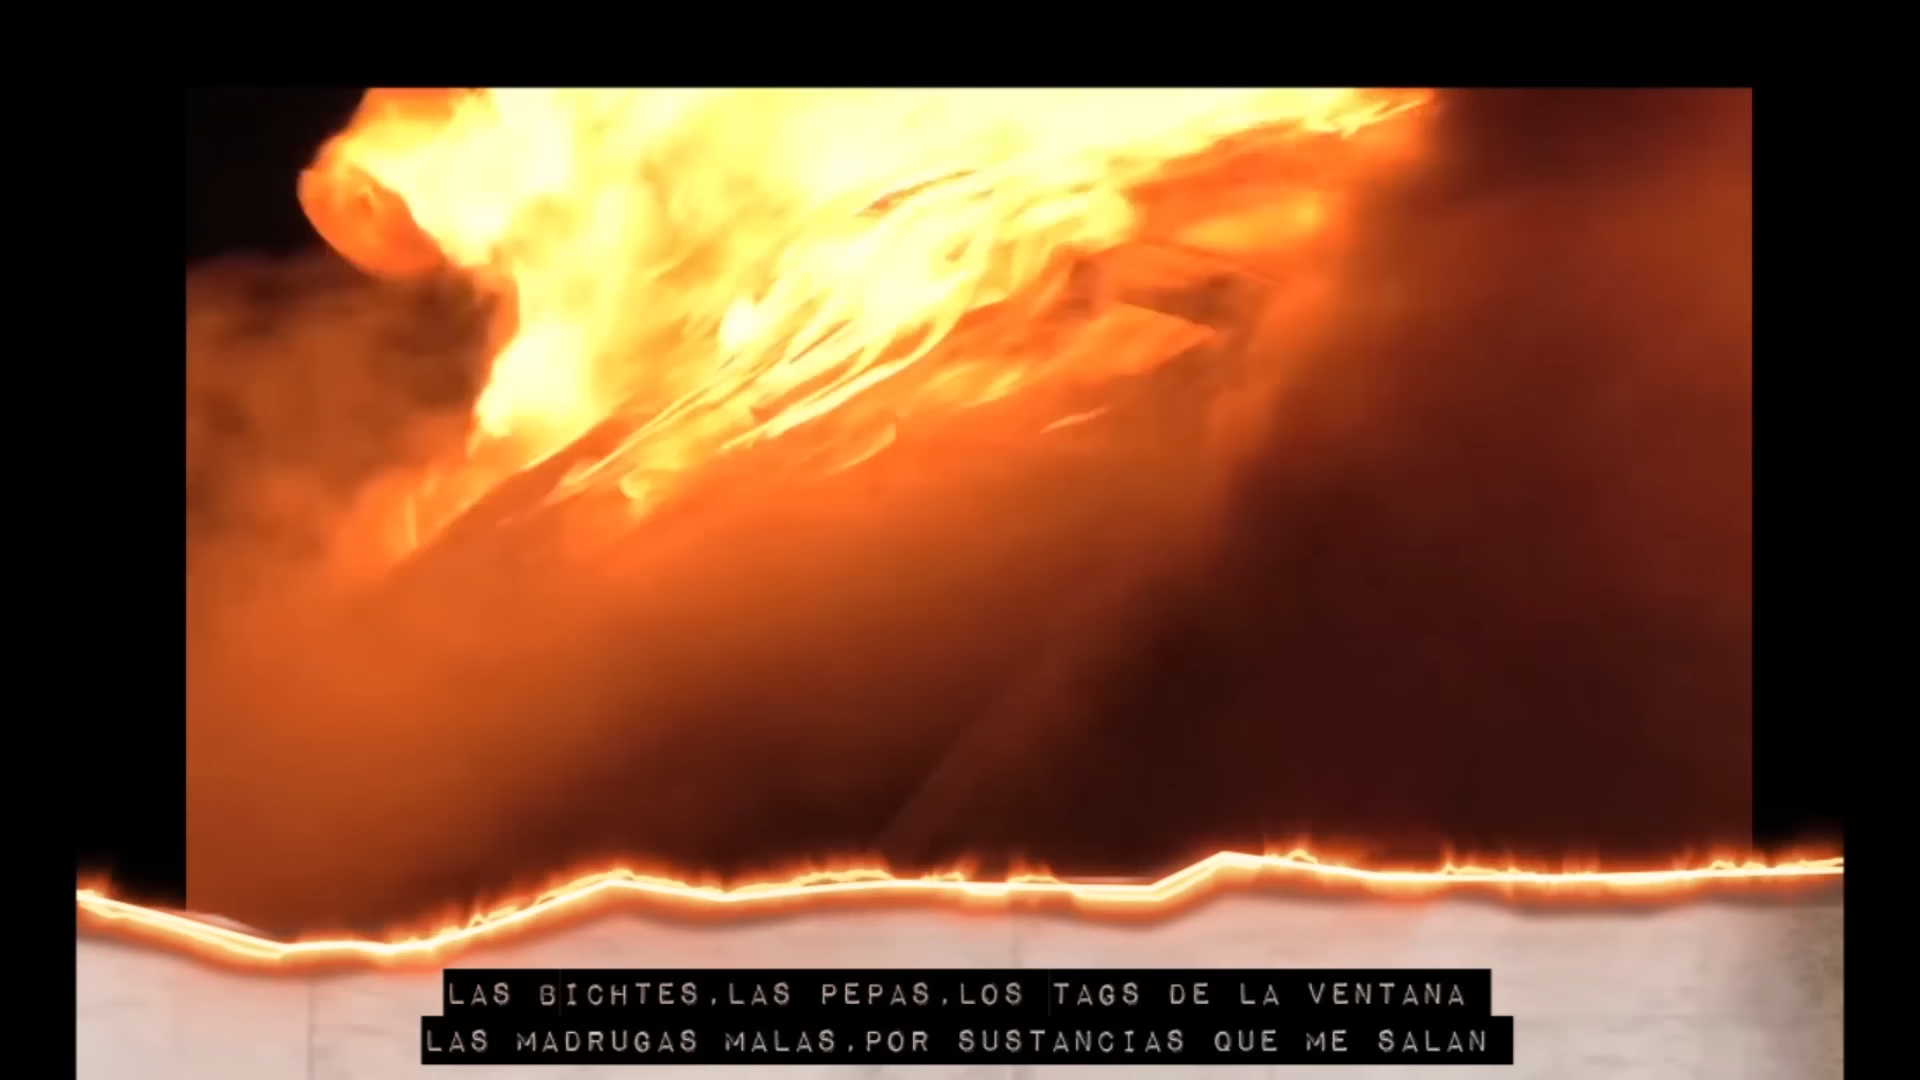 LAS BICHTES.LAS PEPAS.LOS TAGS DE LA VENTANA
LAS MADRUGAS MALAS.POR SUSTANCIAS QUE ME SALAN